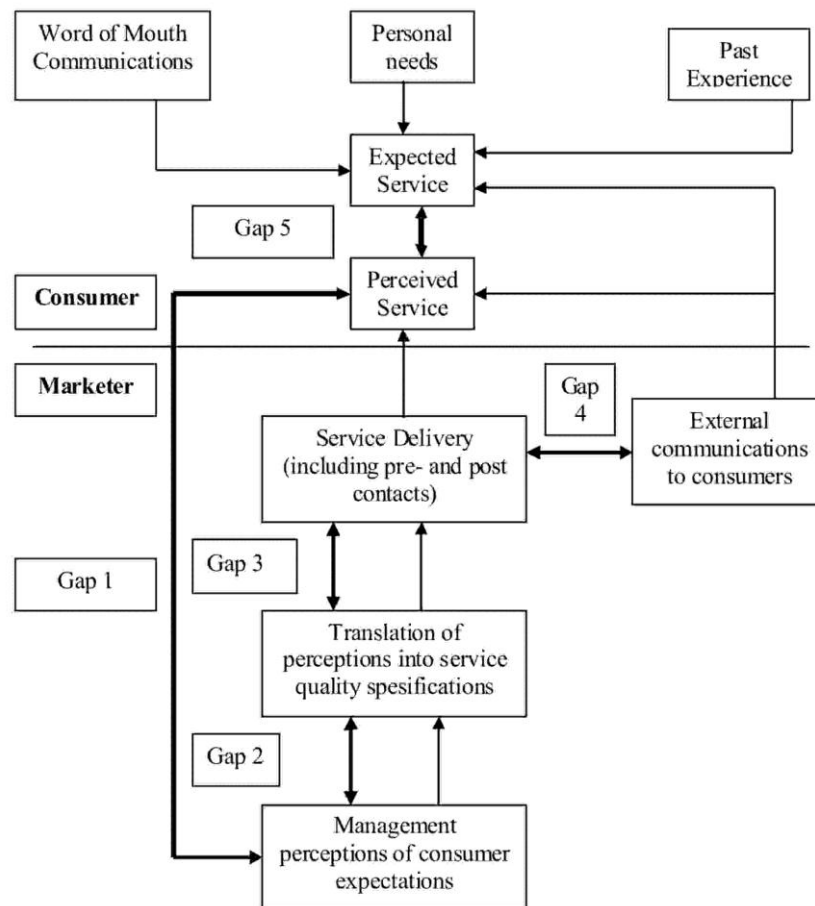 Word of Mouth
Communications
Personal
needs
Past
Experience
Expected
Service
Gap 5
Consumer
Perceived
Service
Marketer
Gap
4
Service Delivery
(including pre- and post
contacts)
External
communications
to consumers
Gap 1
Gap 3
Translation of
perceptions into service
quality spesifications
Gap 2
Management
perceptions of consumer
expectations